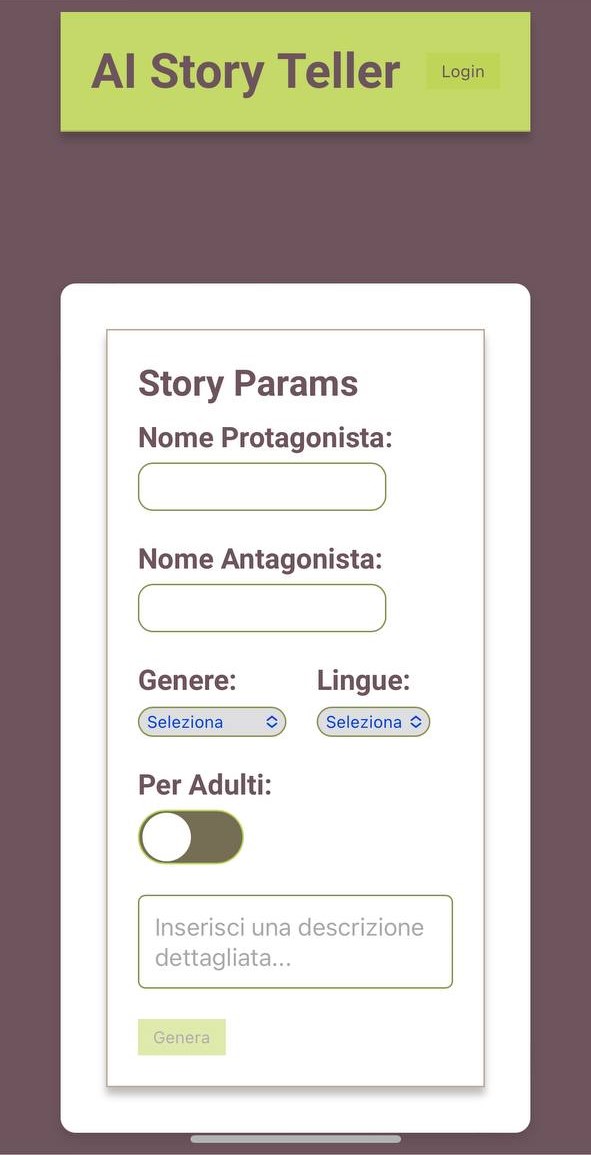 AI Story Teller
Login
Story Params
Nome Protagonista:
Nome Antagonista:
Genere:
Lingue:
Seleziona
Seleziona
Per Adulti:
Inserisci una descrizione
dettagliata...
Genera